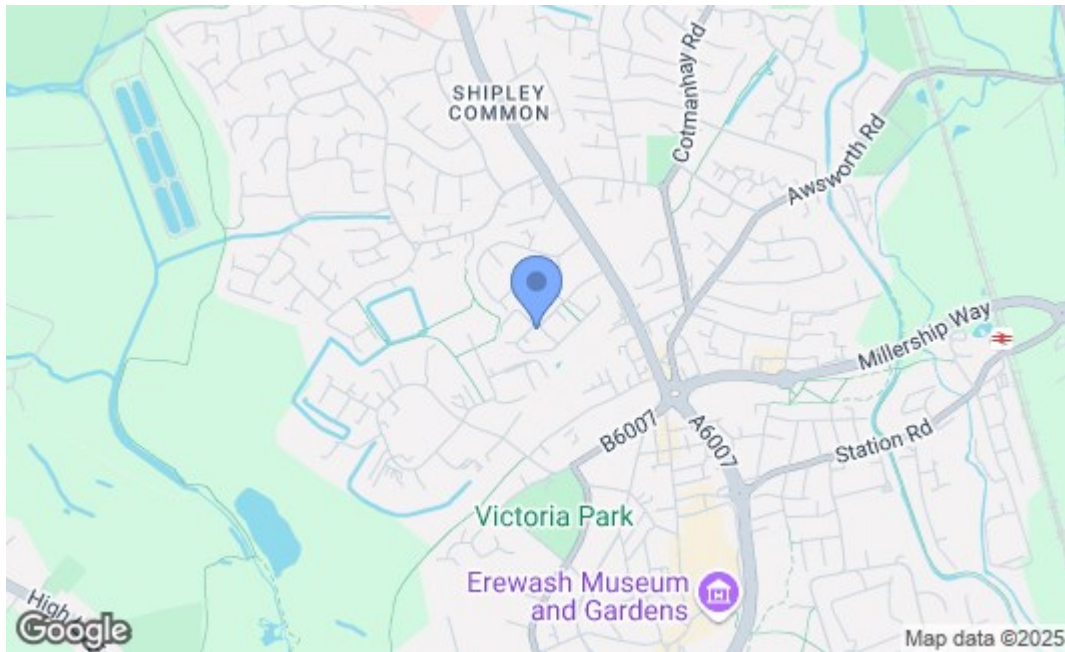 SHIPLEY
COMMON
Cotmanhay Rd
Awsworth Rd
Millership Way
B6007
A6007
Station Rd
Victoria Park
Erewash Museum
and Gardens
Google
Map data ©2025